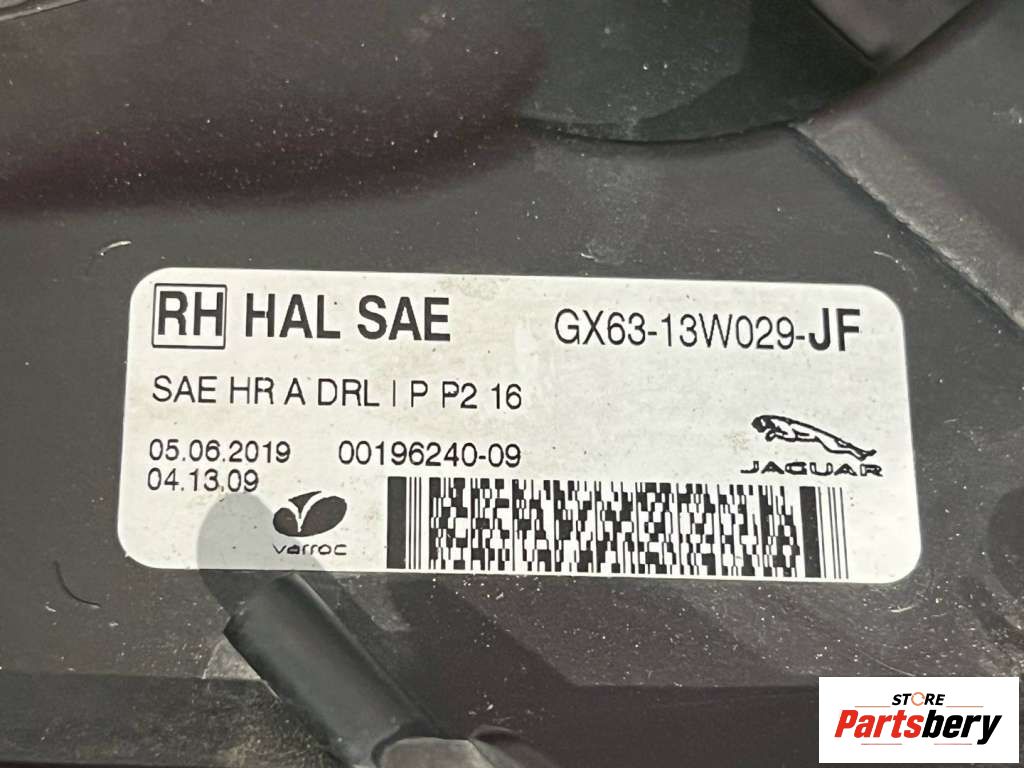 RH HAL SAE GX63-13W029-JF
SAE HR A DRL I P P2 16
05.06.2019 00196240-09
04.13.09
JAGUAR
varroc
STORE
Partsbery